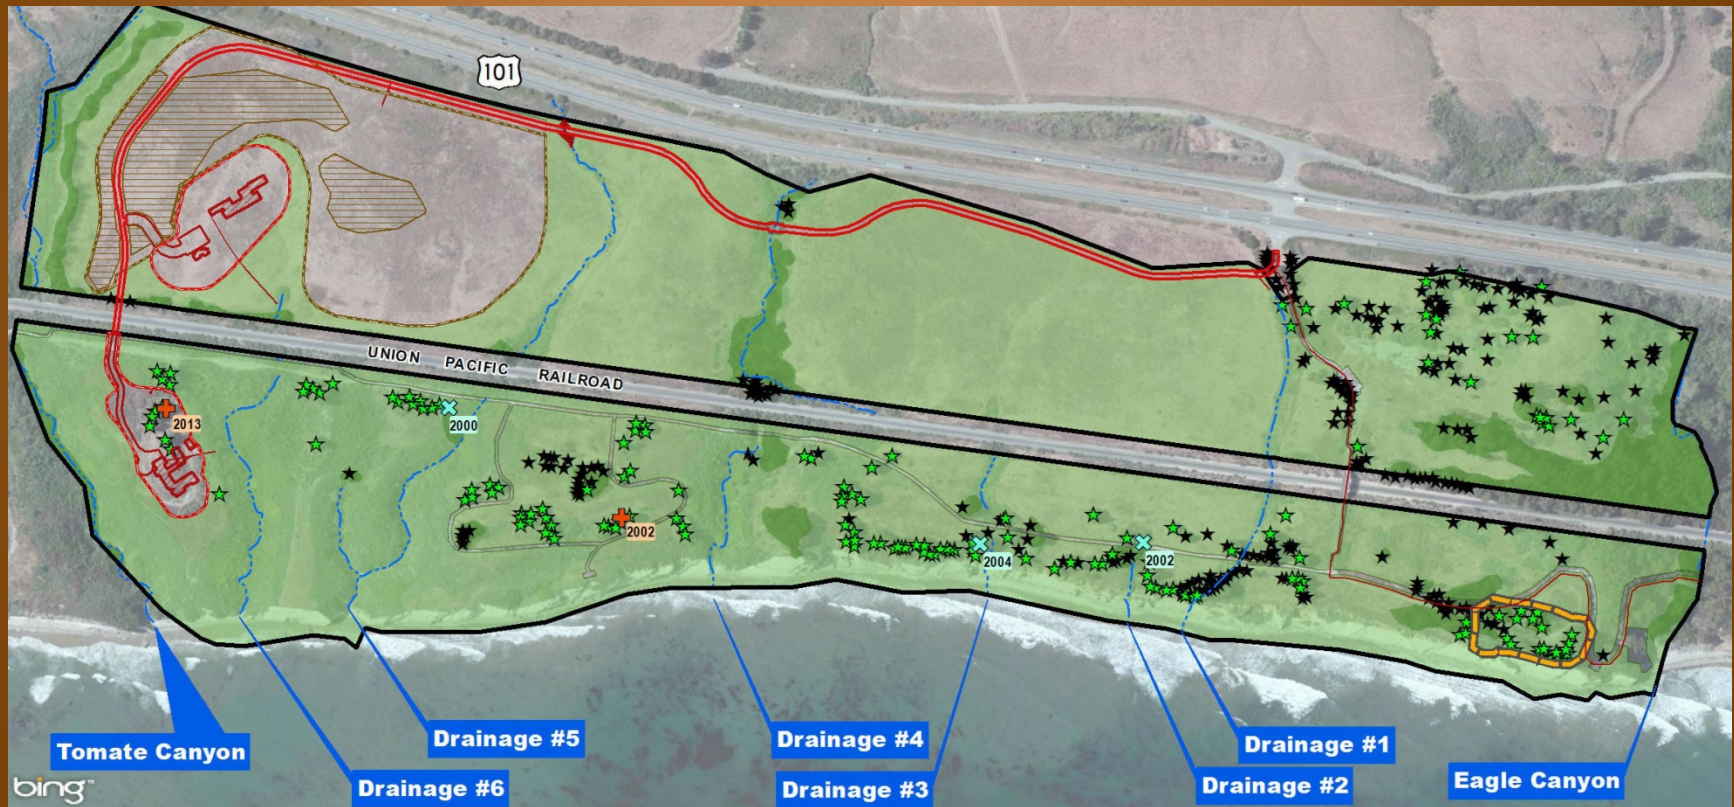 101
UNION PACIFIC RAILROAD
2013
2000
2002
2004
2002
Drainage #5
Drainage #4
Drainage #1
Tomate Canyon
Drainage #6
Drainage #3
Drainage #2
Eagle Canyon
bing™